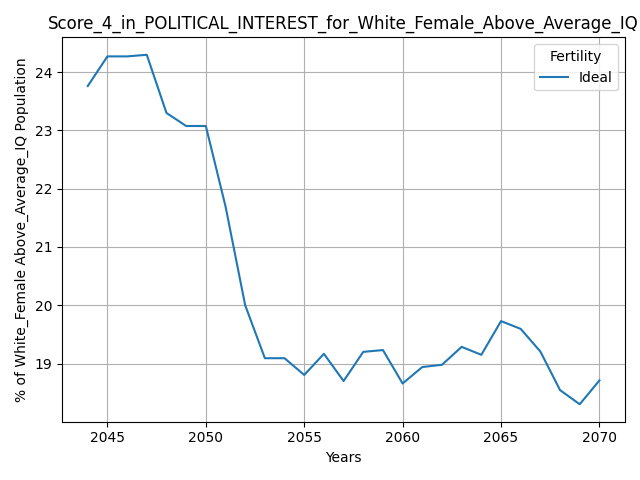 Score_4_in_POLITICAL_INTEREST_for_White_Female_Above_Average_IQ
Fertility
Ideal
% of White_Female Above_Average_IQ Population
24
23
22
21
20
19
2045
2050
2055
2060
2065
2070
Years